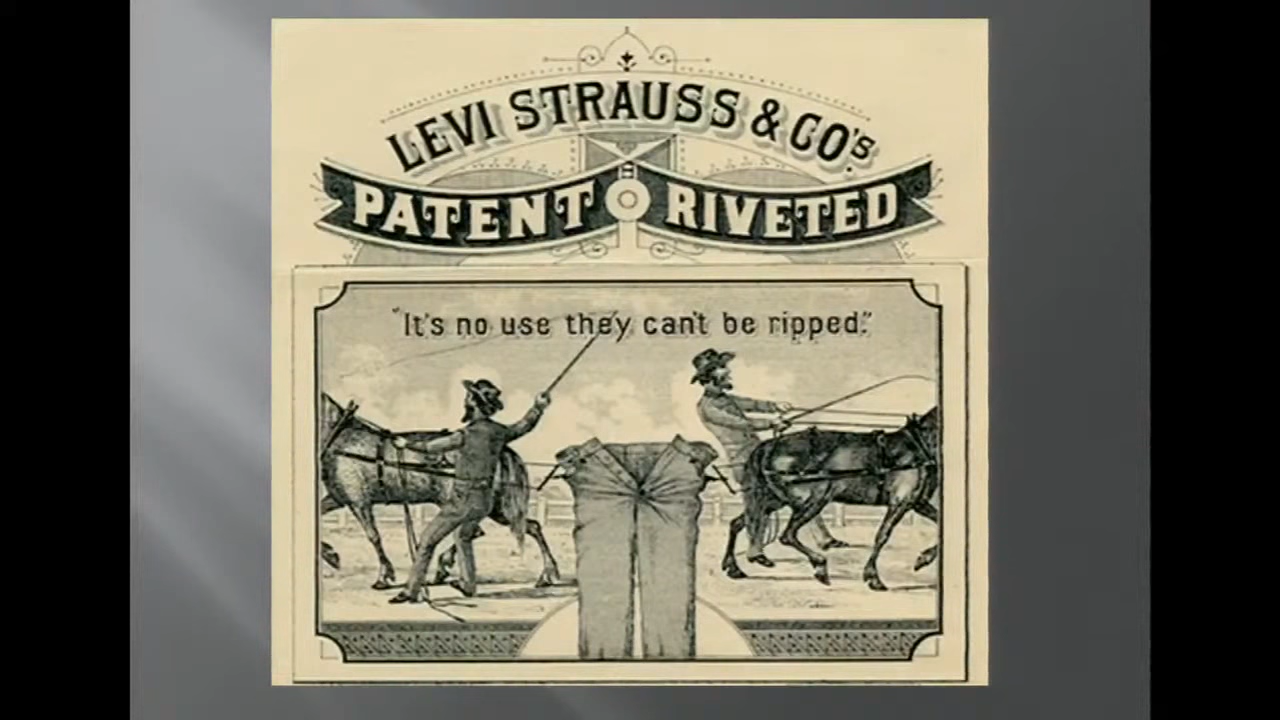 LEVI STRAUSS & CO'S
PATENT RIVETED
"It's no use they can't be ripped."